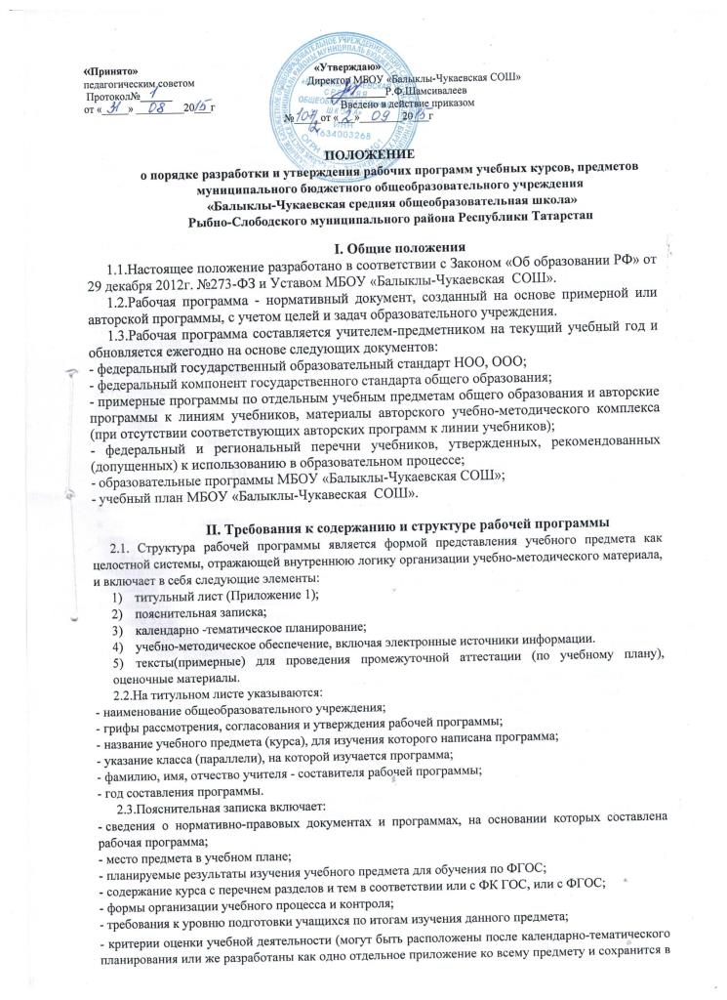 «Принято»
«Утверждаю»
педагогическим советом
Директор МБОУ «Балыклы-Чукаевская СОШ»
Протокол№ 1
Р.Ф.Шамсивалеев
от « 31 » 08 2015 г
Введено в действие приказом
№ 107/2 от « 2 » 09 2015 г
ПОЛОЖЕНИЕ
о порядке разработки и утверждения рабочих программ учебных курсов, предметов
муниципального бюджетного общеобразовательного учреждения
«Балыклы-Чукаевская средняя общеобразовательная школа»
Рыбно-Слободского муниципального района Республики Татарстан
I. Общие положения
1.1.Настоящее положение разработано в соответствии с Законом «Об образовании РФ» от
29 декабря 2012г. №273-ФЗ и Уставом МБОУ «Балыклы-Чукаевская СОШ».
1.2.Рабочая программа - нормативный документ, созданный на основе примерной или
авторской программы, с учетом целей и задач образовательного учреждения.
1.3.Рабочая программа составляется учителем-предметником на текущий учебный год и
обновляется ежегодно на основе следующих документов:
- федеральный государственный образовательный стандарт НОО, ООО;
- федеральный компонент государственного стандарта общего образования;
- примерные программы по отдельным учебным предметам общего образования и авторские
программы к линиям учебников, материалы авторского учебно-методического комплекса
(при отсутствии соответствующих авторских программ к линии учебников);
- федеральный и региональный перечни учебников, утвержденных, рекомендованных
(допущенных) к использованию в образовательном процессе;
- образовательные программы МБОУ «Балыклы-Чукаевская СОШ»;
- учебный план МБОУ «Балыклы-Чукавеская СОШ».
II. Требования к содержанию и структуре рабочей программы
2.1. Структура рабочей программы является формой представления учебного предмета как
целостной системы, отражающей внутреннюю логику организации учебно-методического материала,
и включает в себя следующие элементы:
1) титульный лист (Приложение 1);
2) пояснительная записка;
3) календарно -тематическое планирование;
4) учебно-методическое обеспечение, включая электронные источники информации.
5) тексты(примерные) для проведения промежуточной аттестации (по учебному плану),
оценочные материалы.
2.2.На титульном листе указываются:
- наименование общеобразовательного учреждения;
- грифы рассмотрения, согласования и утверждения рабочей программы;
- название учебного предмета (курса), для изучения которого написана программа;
- указание класса (параллели), на которой изучается программа;
- фамилию, имя, отчество учителя - составителя рабочей программы;
- год составления программы.
2.3.Пояснительная записка включает:
- сведения о нормативно-правовых документах и программах, на основании которых составлена
рабочая программа;
- место предмета в учебном плане;
- планируемые результаты изучения учебного предмета для обучения по ФГОС;
- содержание курса с перечнем разделов и тем в соответствии или с ФК ГОС, или с ФГОС;
- формы организации учебного процесса и контроля;
- требования к уровню подготовки учащихся по итогам изучения данного предмета;
- критерии оценки учебной деятельности (могут быть расположены после календарно-тематического
планирования или же разработаны как одно отдельное приложение ко всему предмету и сохранится в